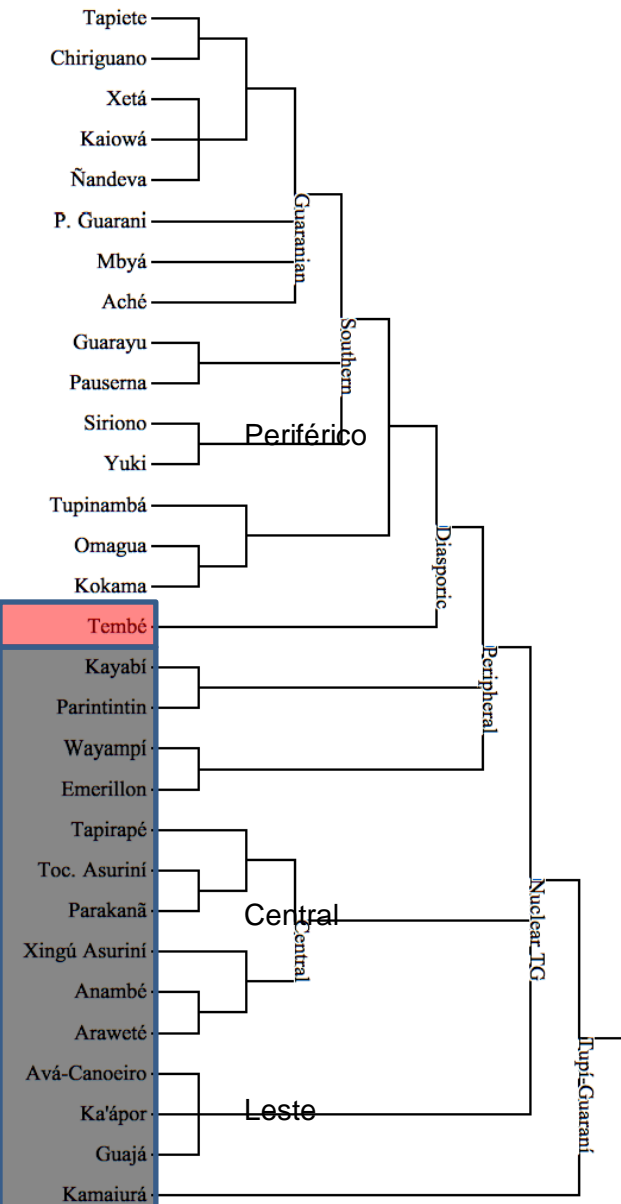 Tapiete
Chiriguano
Xetá
Kaiowá
Ñandeva
P. Guarani
Mbyá
Aché
Guaranian
Guarayu
Pauserna
Southern
Siriono
Periférico
Yuki
Tupinambá
Omagua
Diasporic
Kokama
Tembé
Kayabí
Peripheral
Parintintin
Wayampí
Emerillon
Tapirapé
Toc. Asuriní
Parakanã
Central
Nuclear_TG
Xingú Asuriní
Central
Anambé
Araweté
Avá-Canoeiro
Tupí-Guaraní
Ka'ápor
Leste
Guajá
Kamaiurá